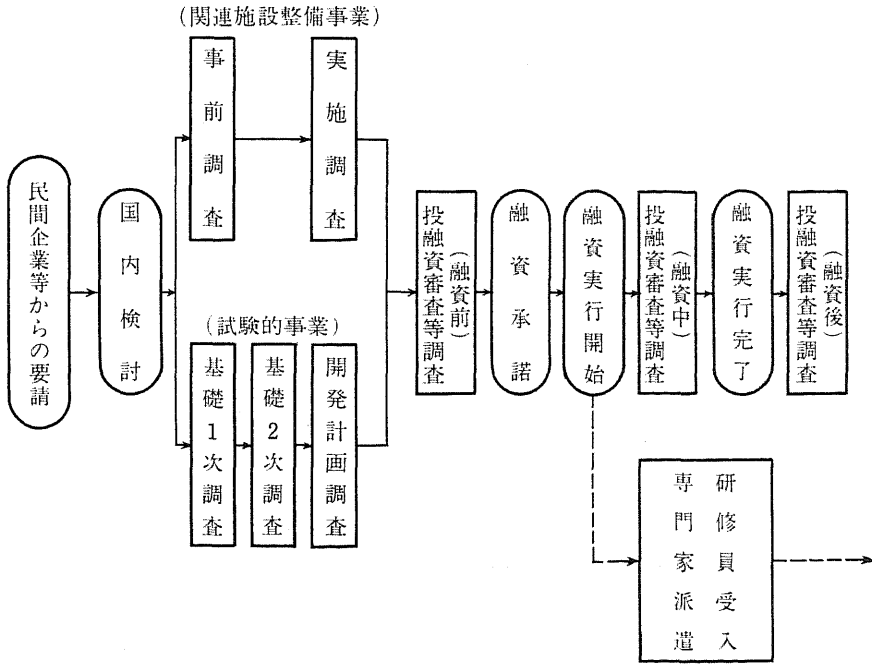 (関連施設整備事業)
事前調査
実施調査
民間企業等からの要請
国内検討
(試験的事業)
基礎1次調査
基礎2次調査
開発計画調査
(融資前)
投融資審査等調査
融資承諾
融資実行開始
(融資中)
投融資審査等調査
融資実行完了
(融資後)
投融資審査等調査
研修員受入
専門家派遣